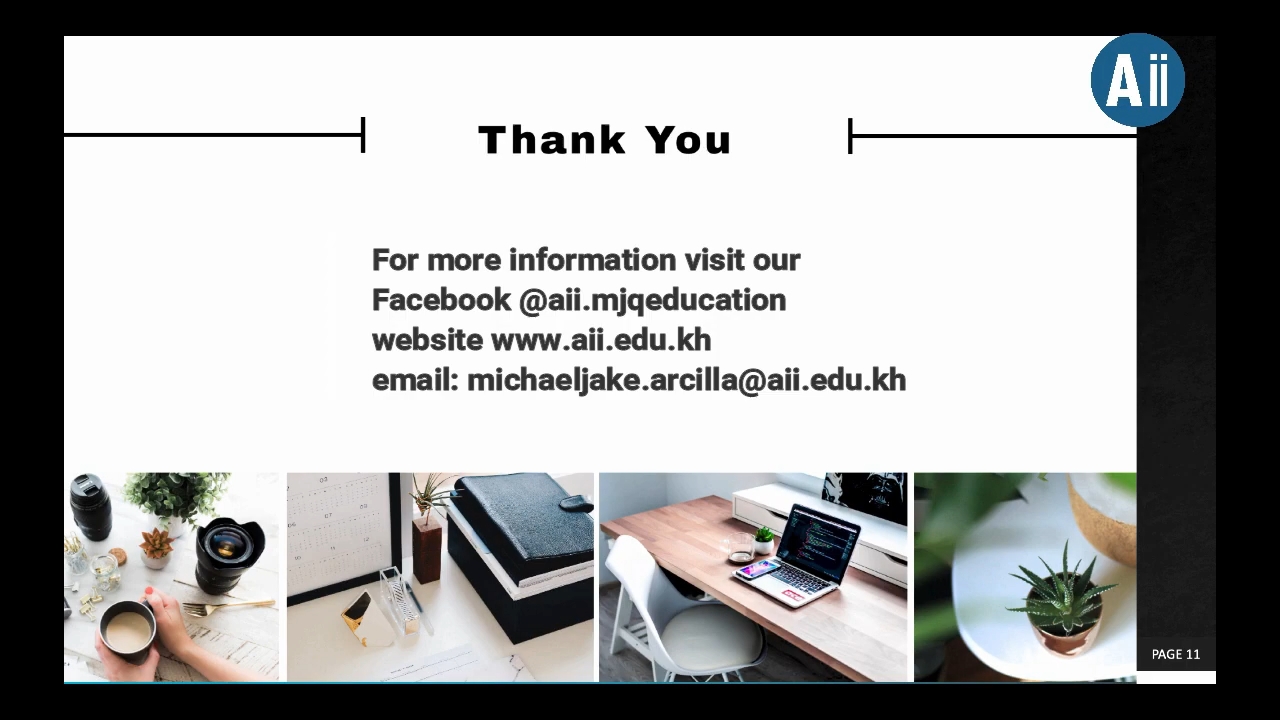 Aii
Thank You
For more information visit our
Facebook @aii.mjqeducation
website www.aii.edu.kh
email: michaeljake.arcilla@aii.edu.kh
PAGE 11